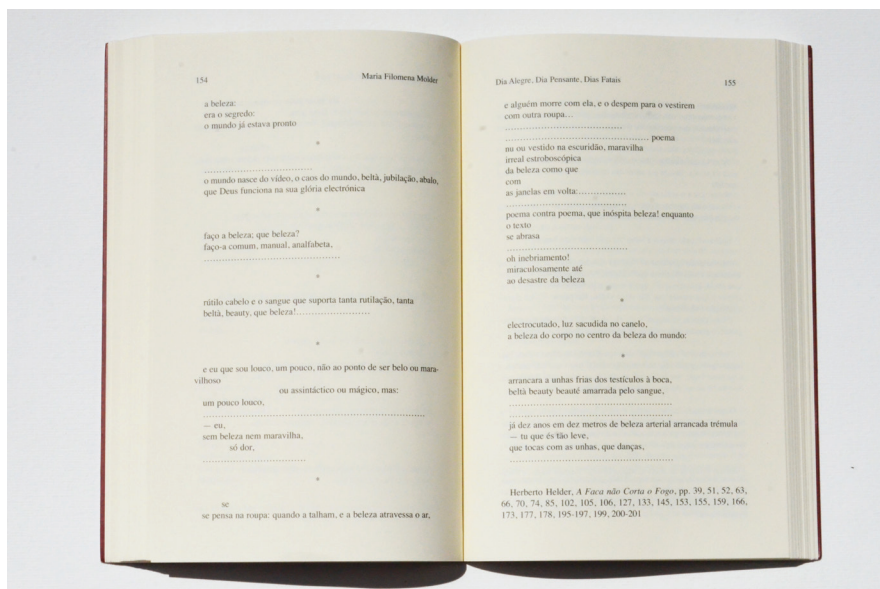 154
Maria Filomena Molder
a beleza:
era o segredo:
o mundo já estava pronto
*
..............................
o mundo nasce do vídeo, o caos do mundo, beltà, jubilação, abalo,
que Deus funciona na sua glória electrónica
*
faço a beleza; que beleza?
faço-a comum, manual, analfabeta,
......................................
*
rútilo cabelo e o sangue que suporta tanta rutilação, tanta
beltà, beauty, que beleza!.....................
*
e eu que sou louco, um pouco, não ao ponto de ser belo ou mara-
vilhoso
ou assintáctico ou mágico, mas:
um pouco louco,
..............................................................
— eu,
sem beleza nem maravilha,
só dor,
.............................
*
se
se pensa na roupa: quando a talham, e a beleza atravessa o ar,
Dia Alegre, Dia Pensante, Dias Fatais
155
e alguém morre com ela, e o despem para o vestirem
com outra roupa...
.................................
........................................ poema
nu ou vestido na escuridão, maravilha
irreal estroboscópica
da beleza como que
com
as janelas em volta:..............
..................................
poema contra poema, que inóspita beleza! enquanto
o texto
se abrasa
..................................
oh inebriamento!
miraculosamente até
ao desastre da beleza
*
electrocutado, luz sacudida no canelo,
a beleza do corpo no centro da beleza do mundo:
*
arrancara a unhas frias dos testículos à boca,
beltà beauty beauté amarrada pelo sangue,
..............................................
..............................................
já dez anos em dez metros de beleza arterial arrancada trémula
— tu que és tão leve,
que tocas com as unhas, que danças,
..............................................
Herberto Helder, A Faca não Corta o Fogo, pp. 39, 51, 52, 63,
66, 70, 74, 85, 102, 105, 106, 127, 133, 145, 153, 155, 159, 166,
173, 177, 178, 195-197, 199, 200-201